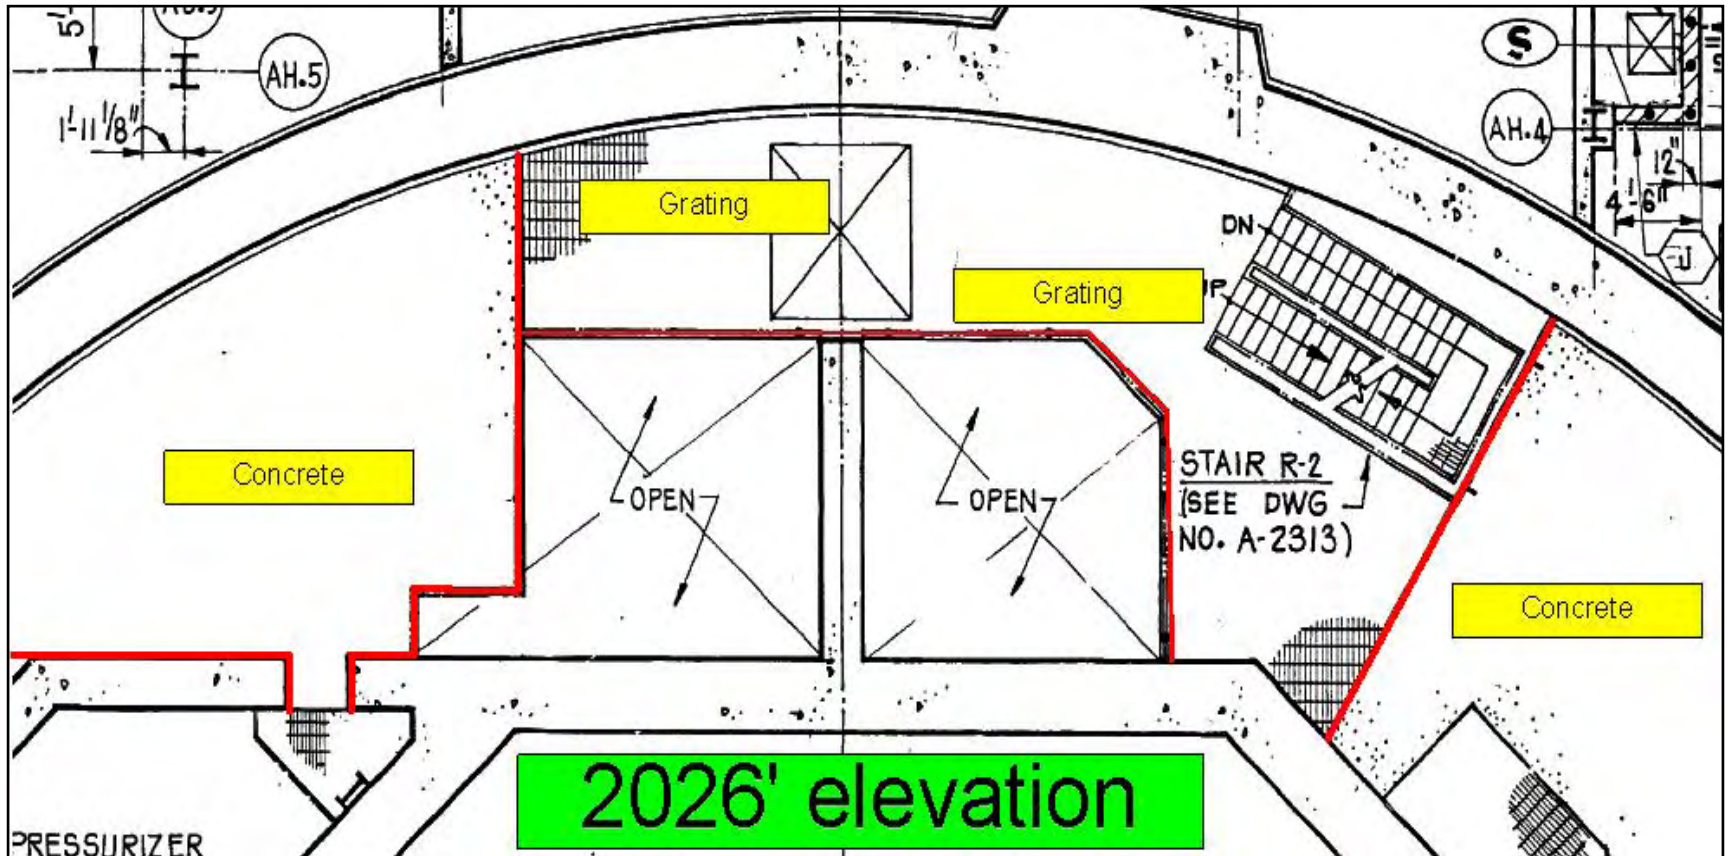 5'-
AH.5
1'-11 1/8"
S
AH.4
12"
4'-6"
J
Grating
DN
Grating
UP
Concrete
OPEN
OPEN
STAIR R-2
(SEE DWG
NO. A-2313)
Concrete
2026' elevation
PRESSURIZER